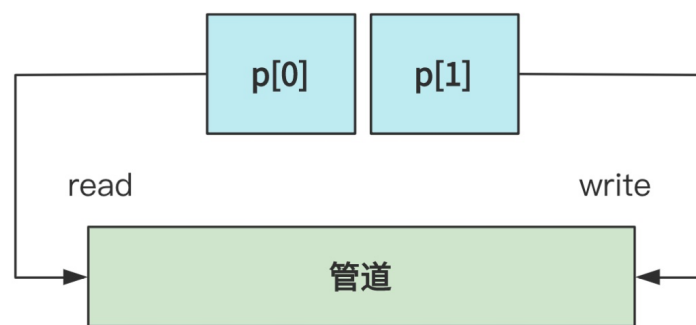 p[0] p[1]
read write
管道